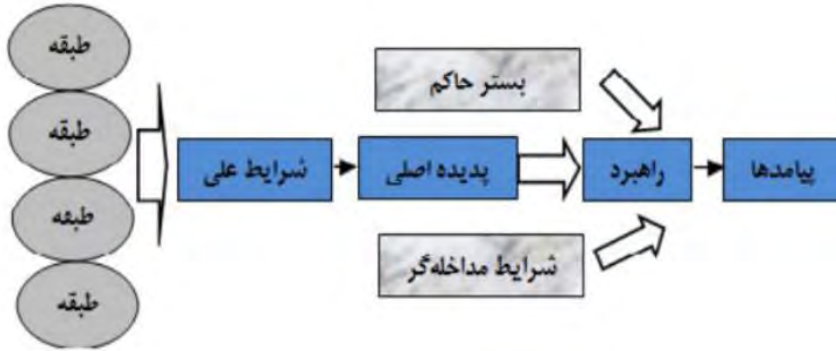 طبقه
طبقه
طبقه
طبقه
بستر حاکم
شرایط علی
پدیده اصلی
راهبرد
پیامدها
شرایط مداخله‌گر